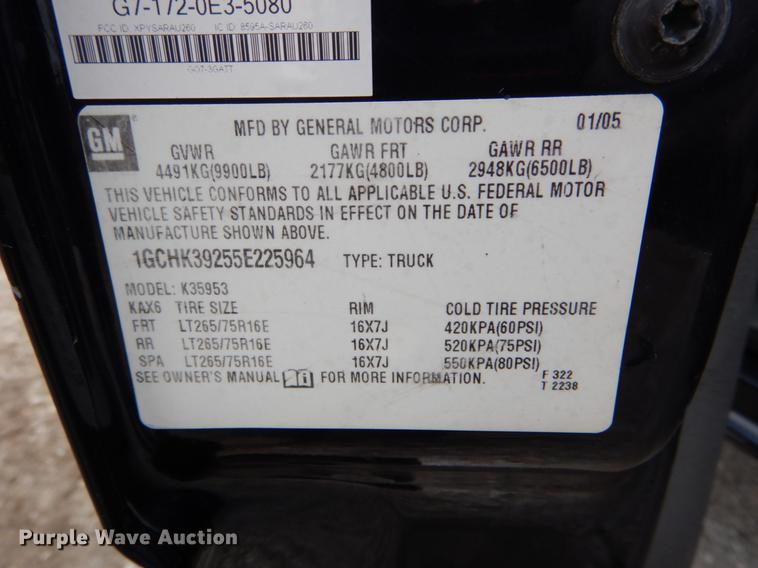 G7-172-0E3-5080
FCC ID: XPYSARAU260 IC ID: 8595A-SARAU260
GO7-3GATT
GM
MFD BY GENERAL MOTORS CORP. 01/05
GVWR GAWR FRT GAWR RR
4491KG(9900LB) 2177KG(4800LB) 2948KG(6500LB)
THIS VEHICLE CONFORMS TO ALL APPLICABLE U.S. FEDERAL MOTOR
VEHICLE SAFETY STANDARDS IN EFFECT ON THE DATE OF
MANUFACTURE SHOWN ABOVE.
1GCHK39255E225964 TYPE: TRUCK
MODEL: K35953
KAX6 TIRE SIZE RIM COLD TIRE PRESSURE
FRT LT265/75R16E 16X7J 420KPA(60PSI)
RR LT265/75R16E 16X7J 520KPA(75PSI)
SPA LT265/75R16E 16X7J 550KPA(80PSI)
SEE OWNER'S MANUAL FOR MORE INFORMATION. F 322
T 2238
Purple Wave Auction